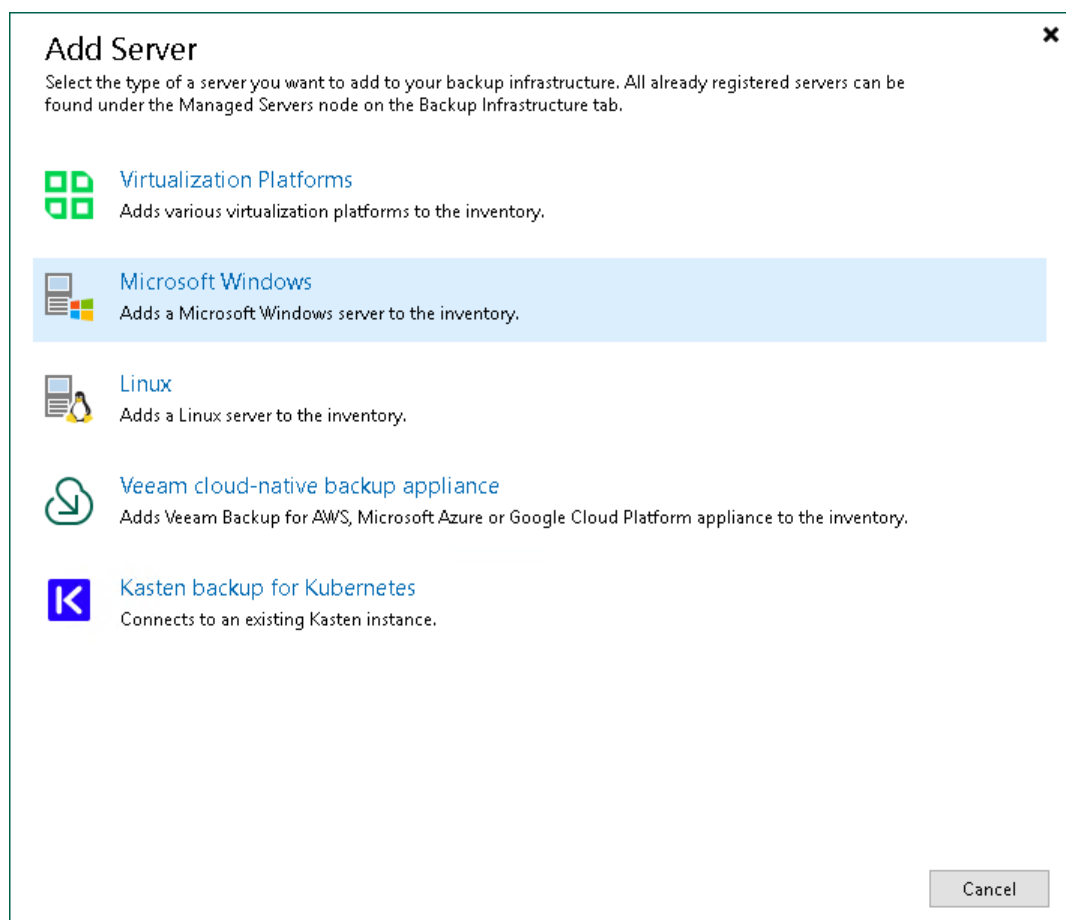 Add Server
Select the type of a server you want to add to your backup infrastructure. All already registered servers can be
found under the Managed Servers node on the Backup Infrastructure tab.
Virtualization Platforms
Adds various virtualization platforms to the inventory.
Microsoft Windows
Adds a Microsoft Windows server to the inventory.
Linux
Adds a Linux server to the inventory.
Veeam cloud-native backup appliance
Adds Veeam Backup for AWS, Microsoft Azure or Google Cloud Platform appliance to the inventory.
Kasten backup for Kubernetes
Connects to an existing Kasten instance.
Cancel